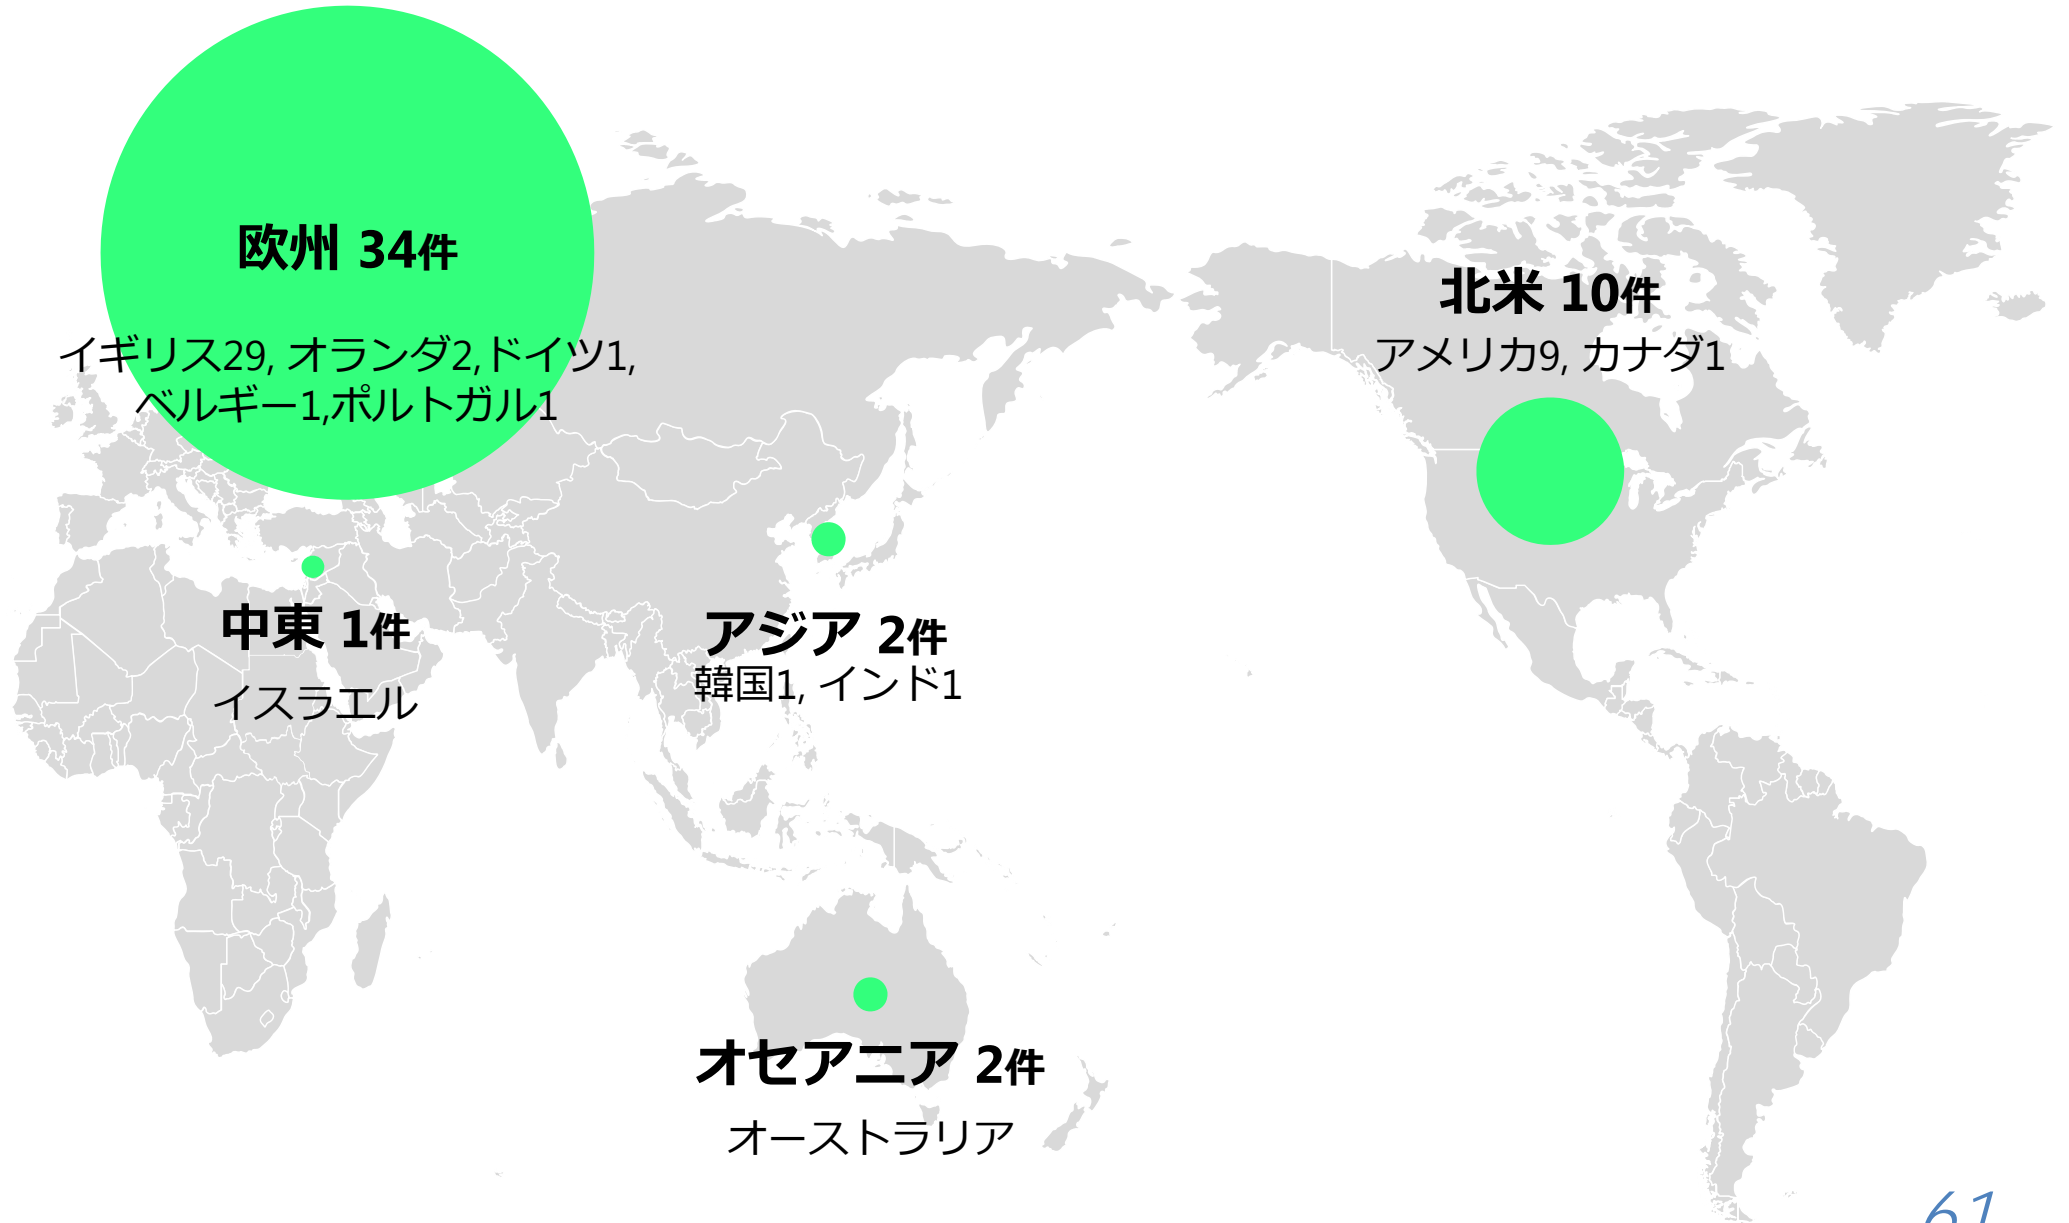 欧州 34件
イギリス29, オランダ2,ドイツ1,
ベルギー1,ポルトガル1
北米 10件
アメリカ9, カナダ1
中東 1件
イスラエル
アジア 2件
韓国1, インド1
オセアニア 2件
オーストラリア
61